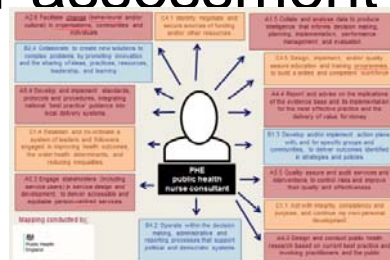 assessment
A2.6 Facilitate change (behavioural and/or
cultural) in organisations, communities and
individuals
C4.1 Identify, negotiate and
secure sources of funding
and/or other resources
A1.5 Collate and analyse data to produce
intelligence that informs decision making,
planning, implementation, performance
management and evaluation
B2.4 Collaborate to create new solutions to
complex problems by promoting innovation
and the sharing of ideas, practices, resources,
leadership, and learning
C4.5 Design, implement, and/or quality
assure education and training programmes
to build a skilled and competent workforce
Develop and implement standards,
protocols and procedures, integrating
national 'best practice' guidance into
local delivery systems
A4.4 Report and advise on the implications
of the evidence base and its implementation
for the most effective practice and the
delivery of value for money
C1.4 Establish and co-ordinate a
system of leaders and followers
engaged in improving health outcomes,
the wider health determinants, and
reducing inequalities
PHE
public health
nurse consultant
B1.3 Develop and/or implement action plans
with, and for specific groups and
communities, to deliver outcomes identified
in strategies and policies
Engage stakeholders (including
service users) in service design and
development, to deliver accessible and
equitable person-centred services
Quality assure and audit services and
interventions to control risks and improve
their quality and effectiveness
C1.1 Act with integrity, consistency and
purpose, and continue my own personal
development
Mapping conducted by:
Public Health
England
B4.2 Operate within the decision
making, administrative and
reporting processes that support
political and democratic systems
Design and conduct public health
research based on current best practice and
involving practitioners and the public